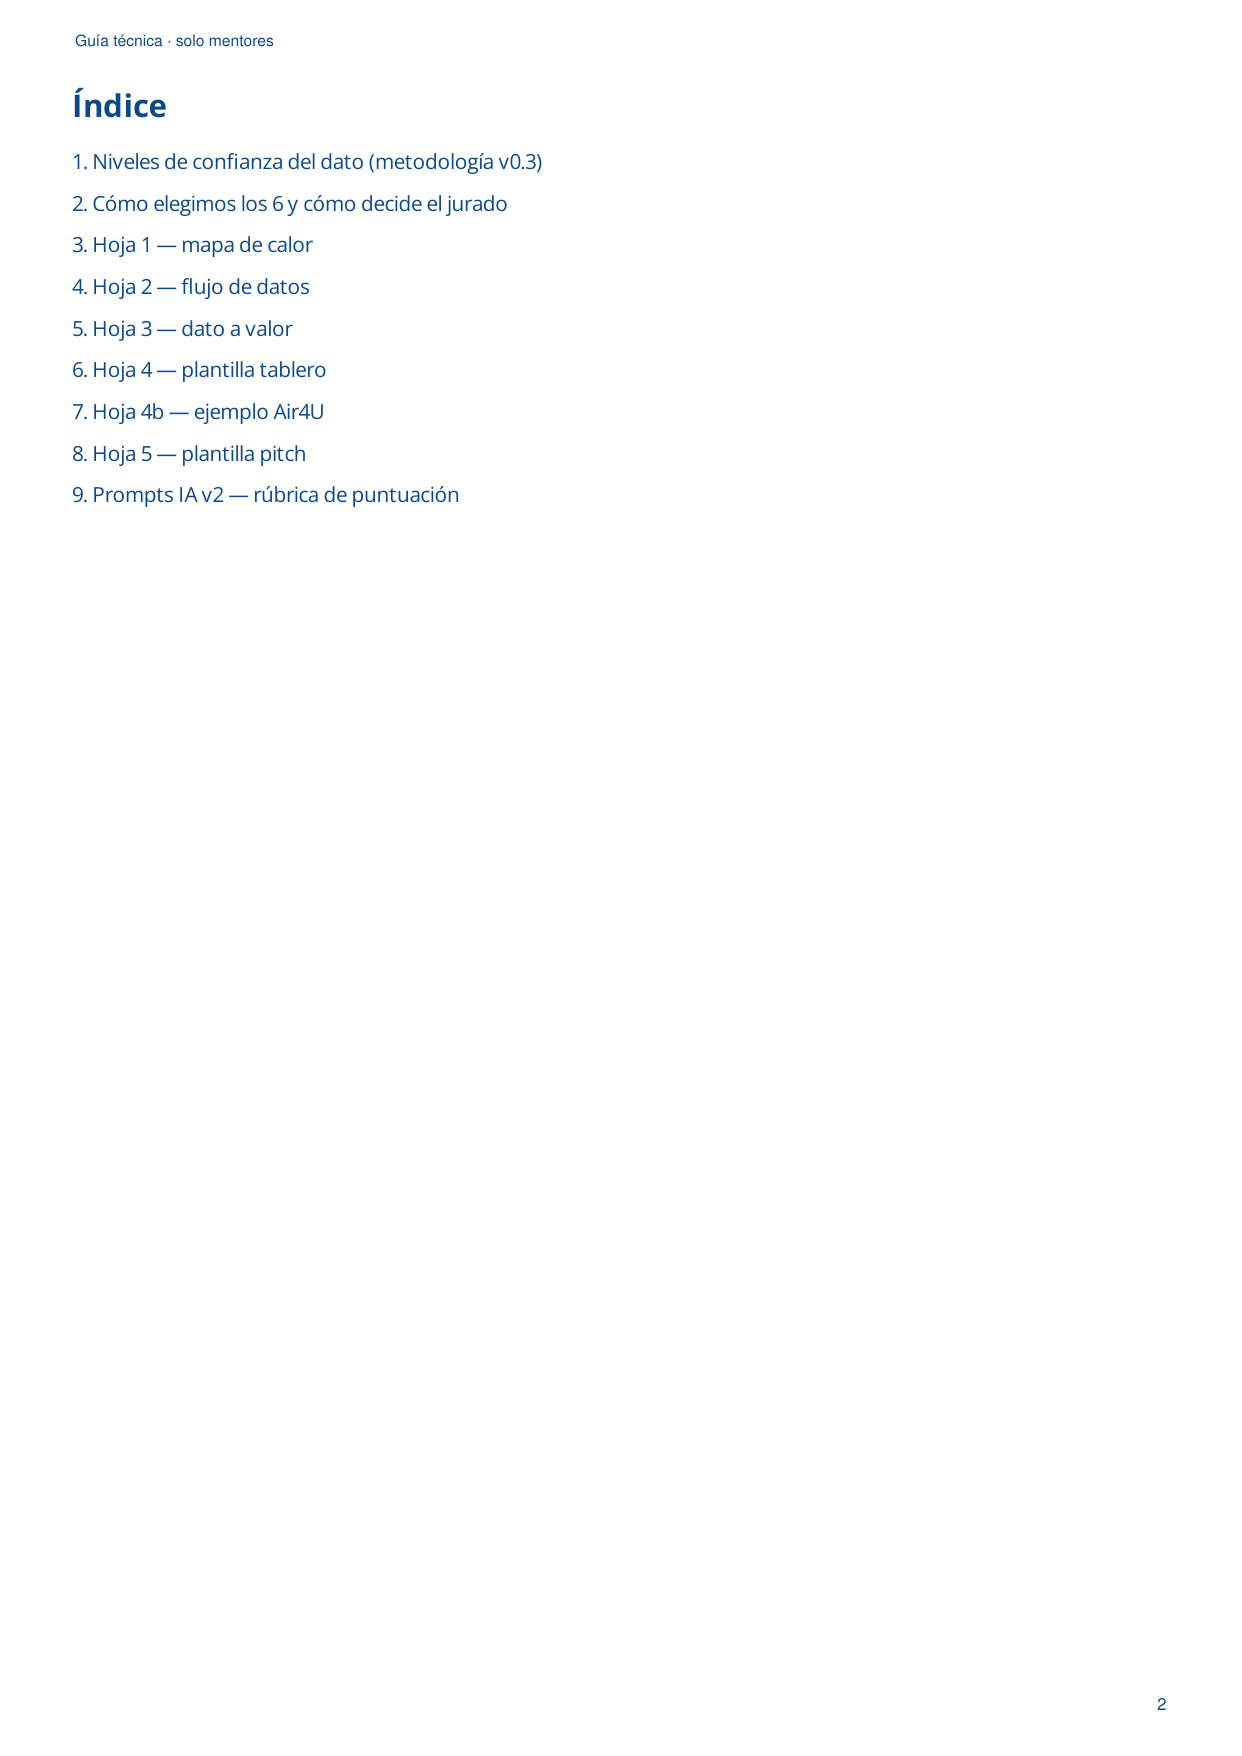 Guía técnica · solo mentores
Índice
1. Niveles de confianza del dato (metodología v0.3)
2. Cómo elegimos los 6 y cómo decide el jurado
3. Hoja 1 — mapa de calor
4. Hoja 2 — flujo de datos
5. Hoja 3 — dato a valor
6. Hoja 4 — plantilla tablero
7. Hoja 4b — ejemplo Air4U
8. Hoja 5 — plantilla pitch
9. Prompts IA v2 — rúbrica de puntuación
2